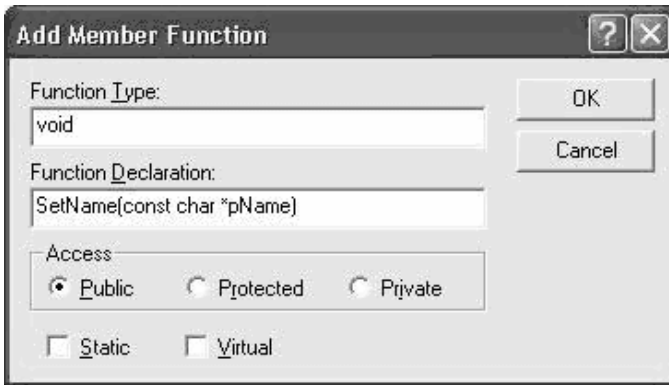 Add Member Function
Function Type:
OK
void
Cancel
Function Declaration:
SetName(const char *pName)
Access
Public Protected Private
Static Virtual